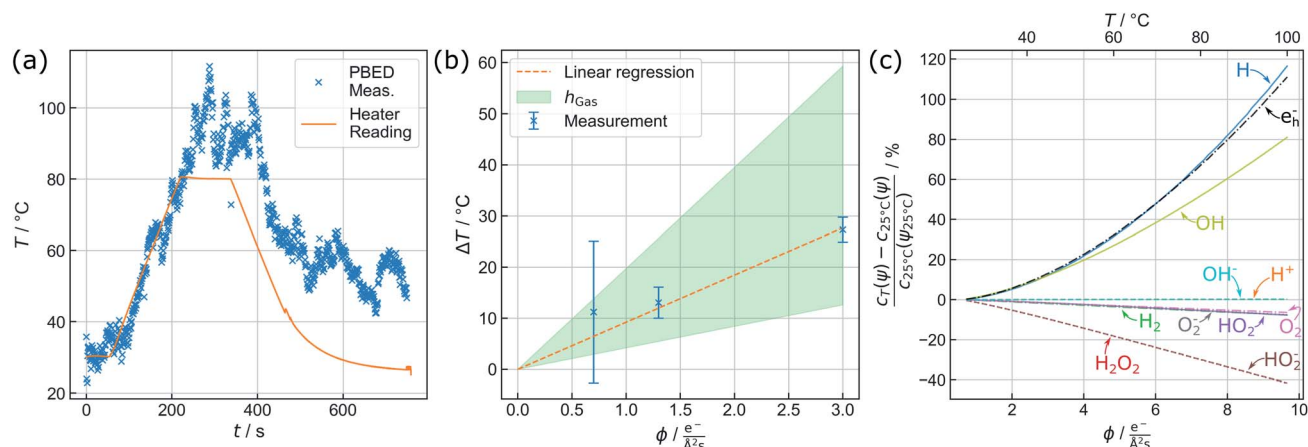 (a)
T / °C
100
80
60
40
20
PBED
Meas.
Heater
Reading
0
200
400
600
t / s
(b)
ΔT / °C
60
50
40
30
20
10
0
Linear regression
h_Gas
Measurement
0.0
0.5
1.0
1.5
2.0
2.5
3.0
ϕ / e⁻/Å²s
(c)
T / °C
40
60
80
100
c_T(ψ) − c_25°C(ψ) / c_25°C(ψ_25°C) / %
120
100
80
60
40
20
0
−20
−40
H
e_h⁻
OH
OH⁻
H⁺
H₂
O₂⁻
HO₂
O₂
H₂O₂
HO₂⁻
2
4
6
8
10
ϕ / e⁻/Å²s